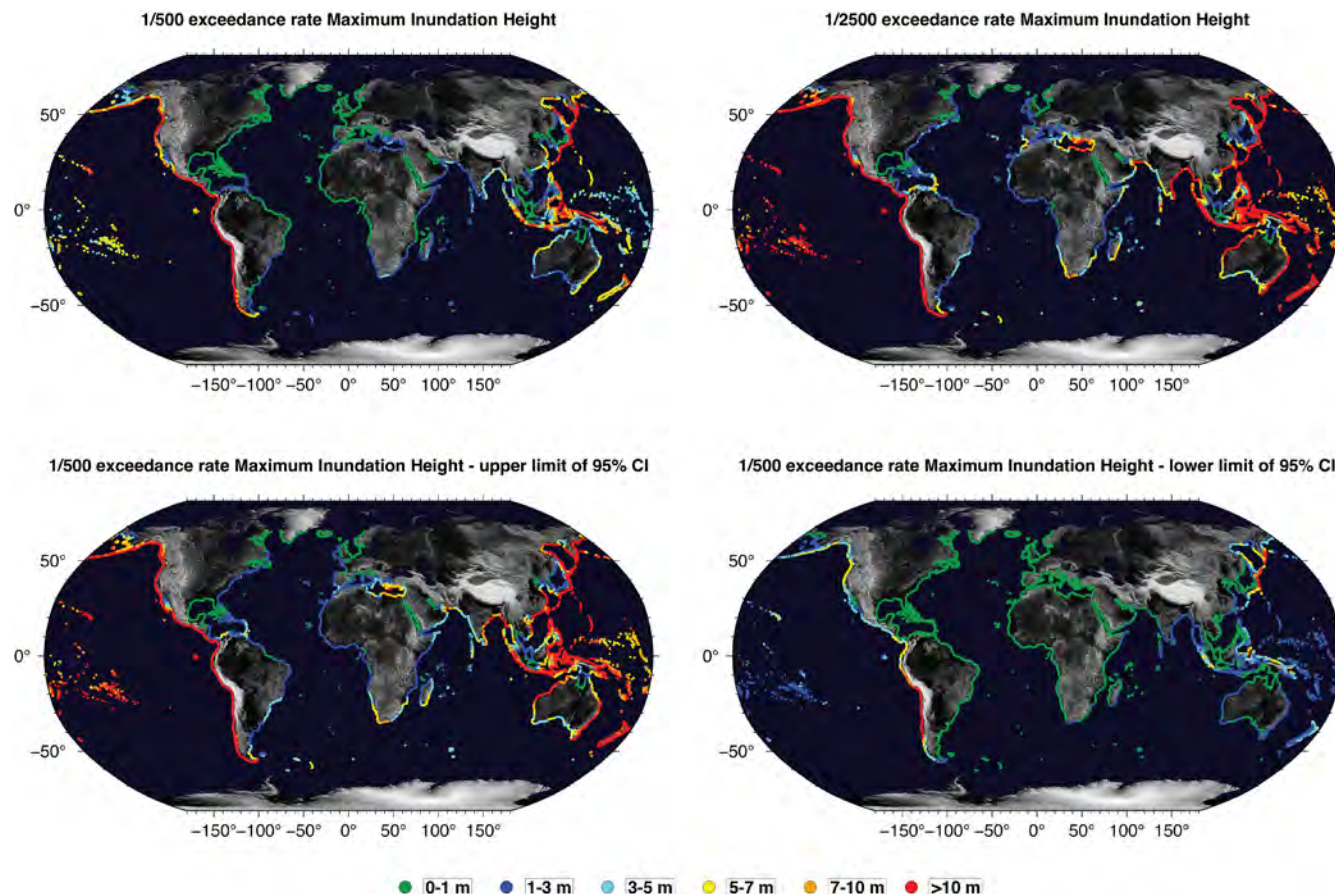 1/500 exceedance rate Maximum Inundation Height
1/2500 exceedance rate Maximum Inundation Height
50°
0°
−50°
−150°−100°−50° 0° 50° 100° 150°
50°
0°
−50°
−150°−100°−50° 0° 50° 100° 150°
1/500 exceedance rate Maximum Inundation Height - upper limit of 95% CI
1/500 exceedance rate Maximum Inundation Height - lower limit of 95% CI
50°
0°
−50°
−150°−100°−50° 0° 50° 100° 150°
50°
0°
−50°
−150°−100°−50° 0° 50° 100° 150°
0-1 m 1-3 m 3-5 m 5-7 m 7-10 m >10 m